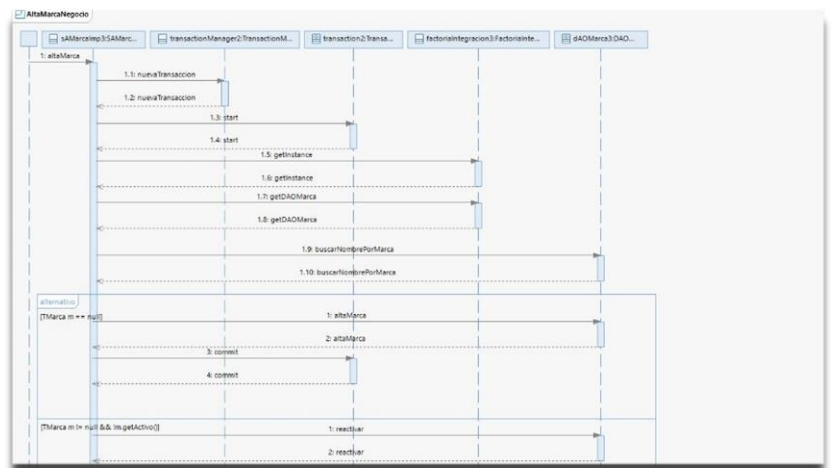 AltaMarcaNegocio
sAMarcaImp3:SAMarc...
transactionManager2:TransactionM...
transaction2:Transa...
factoriaIntegracion3:FactoriaInte...
dAOMarca3:DAO...
1: altaMarca
1.1: nuevaTransaccion
1.2: nuevaTransaccion
1.3: start
1.4: start
1.5: getInstance
1.6: getInstance
1.7: getDAOMarca
1.8: getDAOMarca
1.9: buscarNombrePorMarca
1.10: buscarNombrePorMarca
alternativo
[TMarca m == null]
1: altaMarca
2: altaMarca
3: commit
4: commit
[TMarca m != null && !m.getActivo()]
1: reactivar
2: reactivar